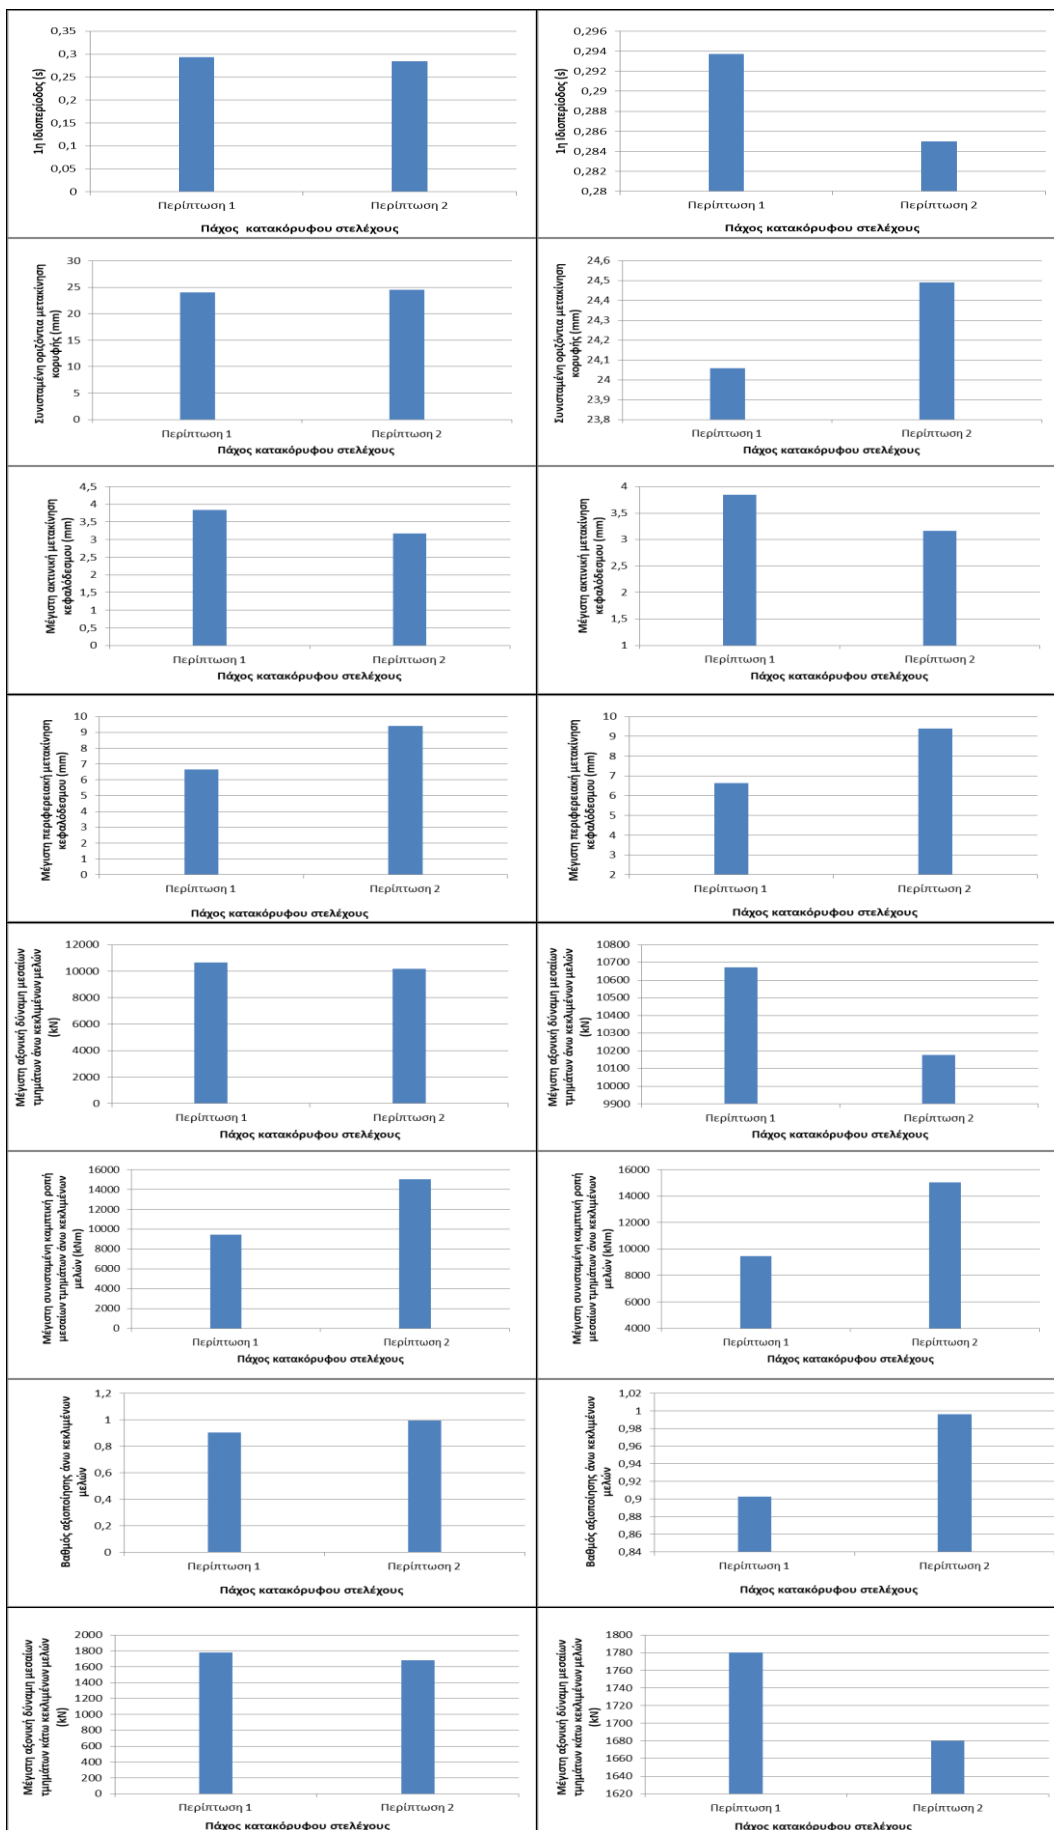 1η Ιδιοπερίοδος (s)
0,35
0,3
0,25
0,2
0,15
0,1
0,05
0
Περίπτωση 1
Περίπτωση 2
Πάχος κατακόρυφου στελέχους
1η Ιδιοπερίοδος (s)
0,296
0,294
0,292
0,29
0,288
0,286
0,284
0,282
0,28
Περίπτωση 1
Περίπτωση 2
Πάχος κατακόρυφου στελέχους
Συνισταμένη οριζόντια μετακίνηση
κορυφής (mm)
30
25
20
15
10
5
0
Περίπτωση 1
Περίπτωση 2
Πάχος κατακόρυφου στελέχους
Συνισταμένη οριζόντια μετακίνηση
κορυφής (mm)
24,6
24,5
24,4
24,3
24,2
24,1
24
23,9
23,8
Περίπτωση 1
Περίπτωση 2
Πάχος κατακόρυφου στελέχους
Μέγιστη ακτινική μετακίνηση
κεφαλόδεσμου (mm)
4,5
4
3,5
3
2,5
2
1,5
1
0,5
0
Περίπτωση 1
Περίπτωση 2
Πάχος κατακόρυφου στελέχους
Μέγιστη ακτινική μετακίνηση
κεφαλόδεσμου (mm)
4
3,5
3
2,5
2
1,5
1
Περίπτωση 1
Περίπτωση 2
Πάχος κατακόρυφου στελέχους
Μέγιστη περιφερειακή μετακίνηση
κεφαλόδεσμου (mm)
10
9
8
7
6
5
4
3
2
1
0
Περίπτωση 1
Περίπτωση 2
Πάχος κατακόρυφου στελέχους
Μέγιστη περιφερειακή μετακίνηση
κεφαλόδεσμου (mm)
10
9
8
7
6
5
4
3
2
Περίπτωση 1
Περίπτωση 2
Πάχος κατακόρυφου στελέχους
Μέγιστη αξονική δύναμη μεσαίων
τμημάτων άνω κεκλιμένων μελών
(kN)
12000
10000
8000
6000
4000
2000
0
Περίπτωση 1
Περίπτωση 2
Πάχος κατακόρυφου στελέχους
Μέγιστη αξονική δύναμη μεσαίων
τμημάτων άνω κεκλιμένων μελών
(kN)
10800
10700
10600
10500
10400
10300
10200
10100
10000
9900
Περίπτωση 1
Περίπτωση 2
Πάχος κατακόρυφου στελέχους
Μέγιστη συνισταμένη καμπτική ροπή
μεσαίων τμημάτων άνω κεκλιμένων
μελών (kNm)
16000
14000
12000
10000
8000
6000
4000
2000
0
Περίπτωση 1
Περίπτωση 2
Πάχος κατακόρυφου στελέχους
Μέγιστη συνισταμένη καμπτική ροπή
μεσαίων τμημάτων άνω κεκλιμένων
μελών (kNm)
16000
14000
12000
10000
8000
6000
4000
Περίπτωση 1
Περίπτωση 2
Πάχος κατακόρυφου στελέχους
Βαθμός αξιοποίησης άνω κεκλιμένων
μελών
1,2
1
0,8
0,6
0,4
0,2
0
Περίπτωση 1
Περίπτωση 2
Πάχος κατακόρυφου στελέχους
Βαθμός αξιοποίησης άνω κεκλιμένων
μελών
1,02
1
0,98
0,96
0,94
0,92
0,9
0,88
0,86
0,84
Περίπτωση 1
Περίπτωση 2
Πάχος κατακόρυφου στελέχους
Μέγιστη αξονική δύναμη μεσαίων
τμημάτων κάτω κεκλιμένων μελών
(kN)
2000
1800
1600
1400
1200
1000
800
600
400
200
0
Περίπτωση 1
Περίπτωση 2
Πάχος κατακόρυφου στελέχους
Μέγιστη αξονική δύναμη μεσαίων
τμημάτων κάτω κεκλιμένων μελών
(kN)
1800
1780
1760
1740
1720
1700
1680
1660
1640
1620
Περίπτωση 1
Περίπτωση 2
Πάχος κατακόρυφου στελέχους